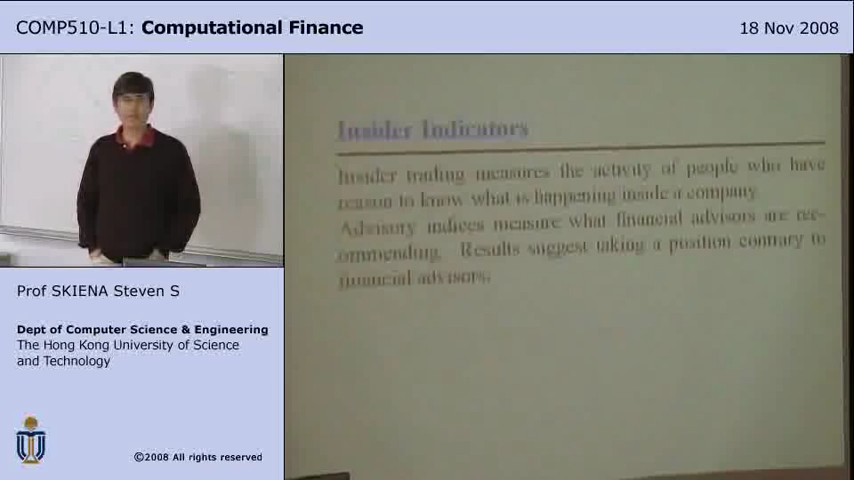 COMP510-L1: Computational Finance
18 Nov 2008
Insider Indicators
Insider trading measures the activity of people who have
reason to know what is happening inside a company.
Advisory indices measure what financial advisors are rec-
ommending. Results suggest taking a position contrary to
financial advisors.
Prof SKIENA Steven S
Dept of Computer Science & Engineering
The Hong Kong University of Science
and Technology
©2008 All rights reserved